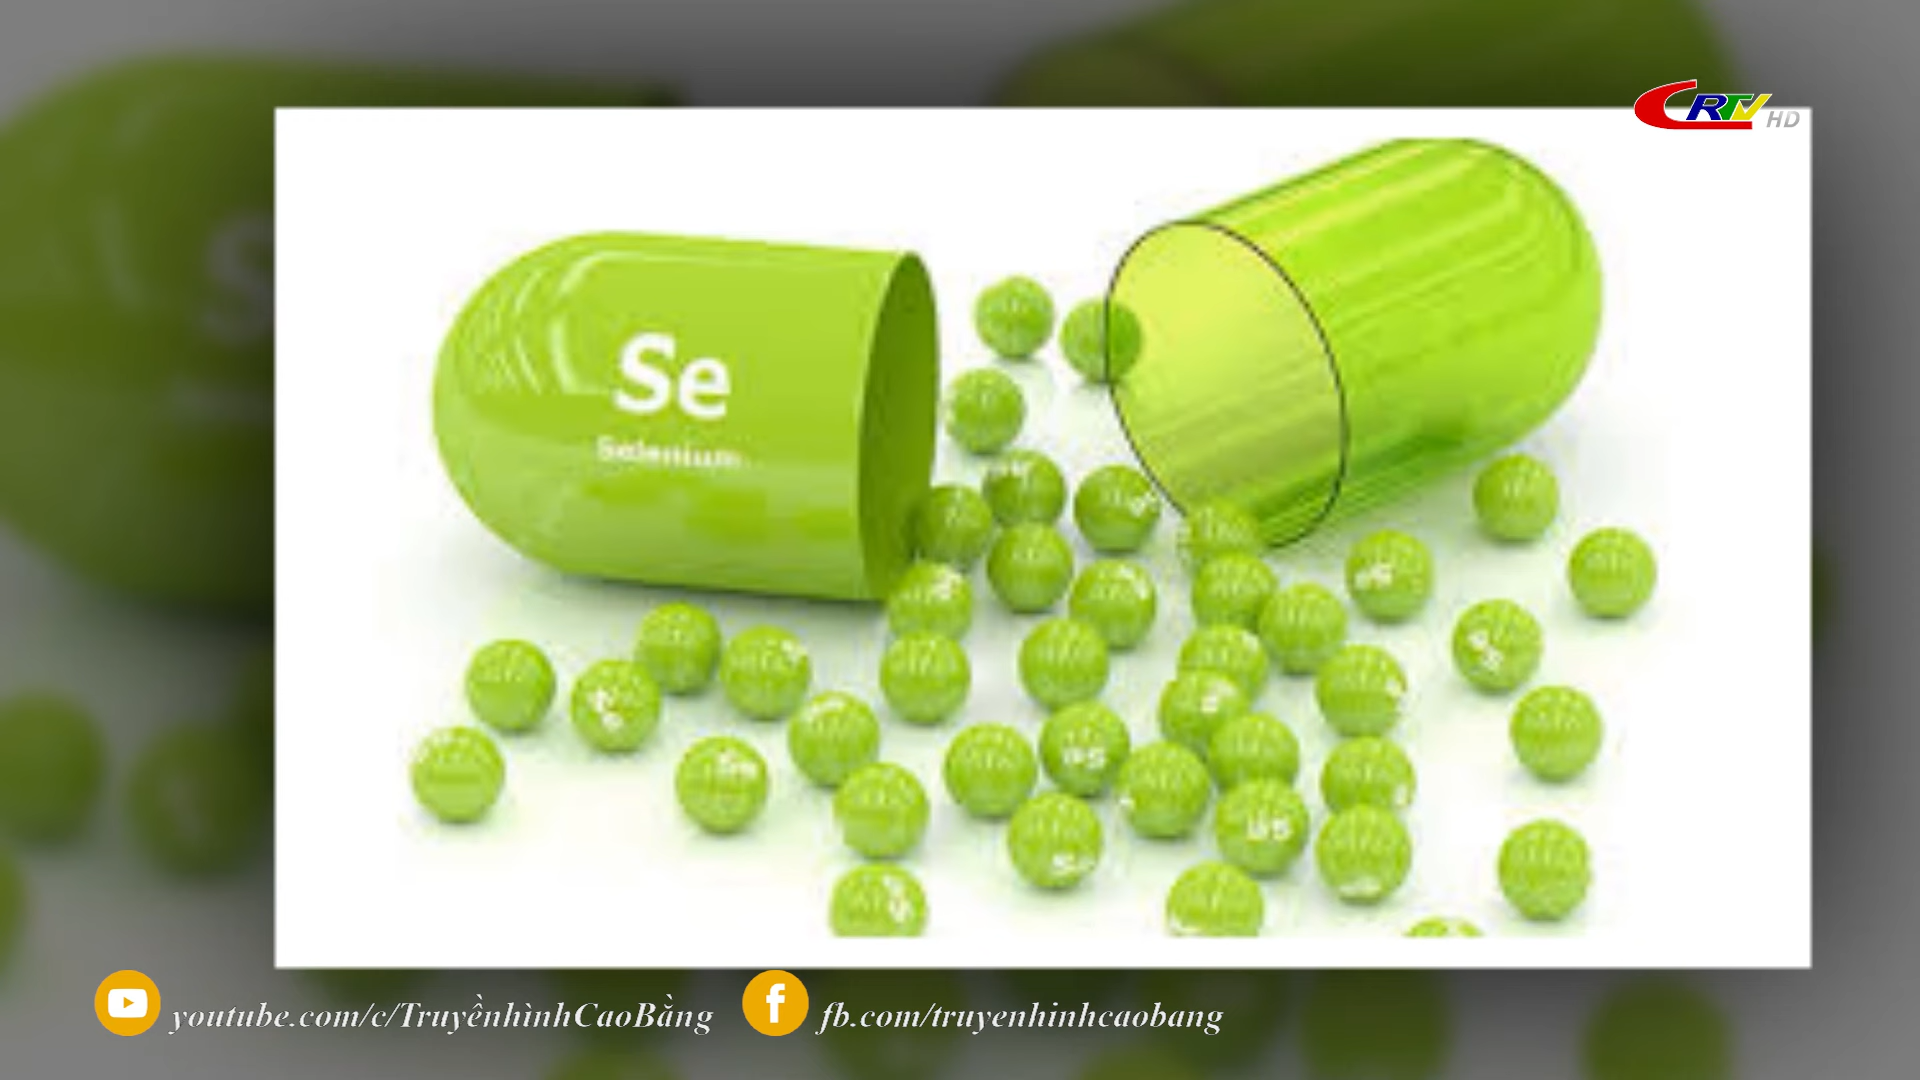 CRTV HD
Se
Selenium
youtube.com/c/TruyềnhìnhCaoBằng
fb.com/truyenhinhcaobang